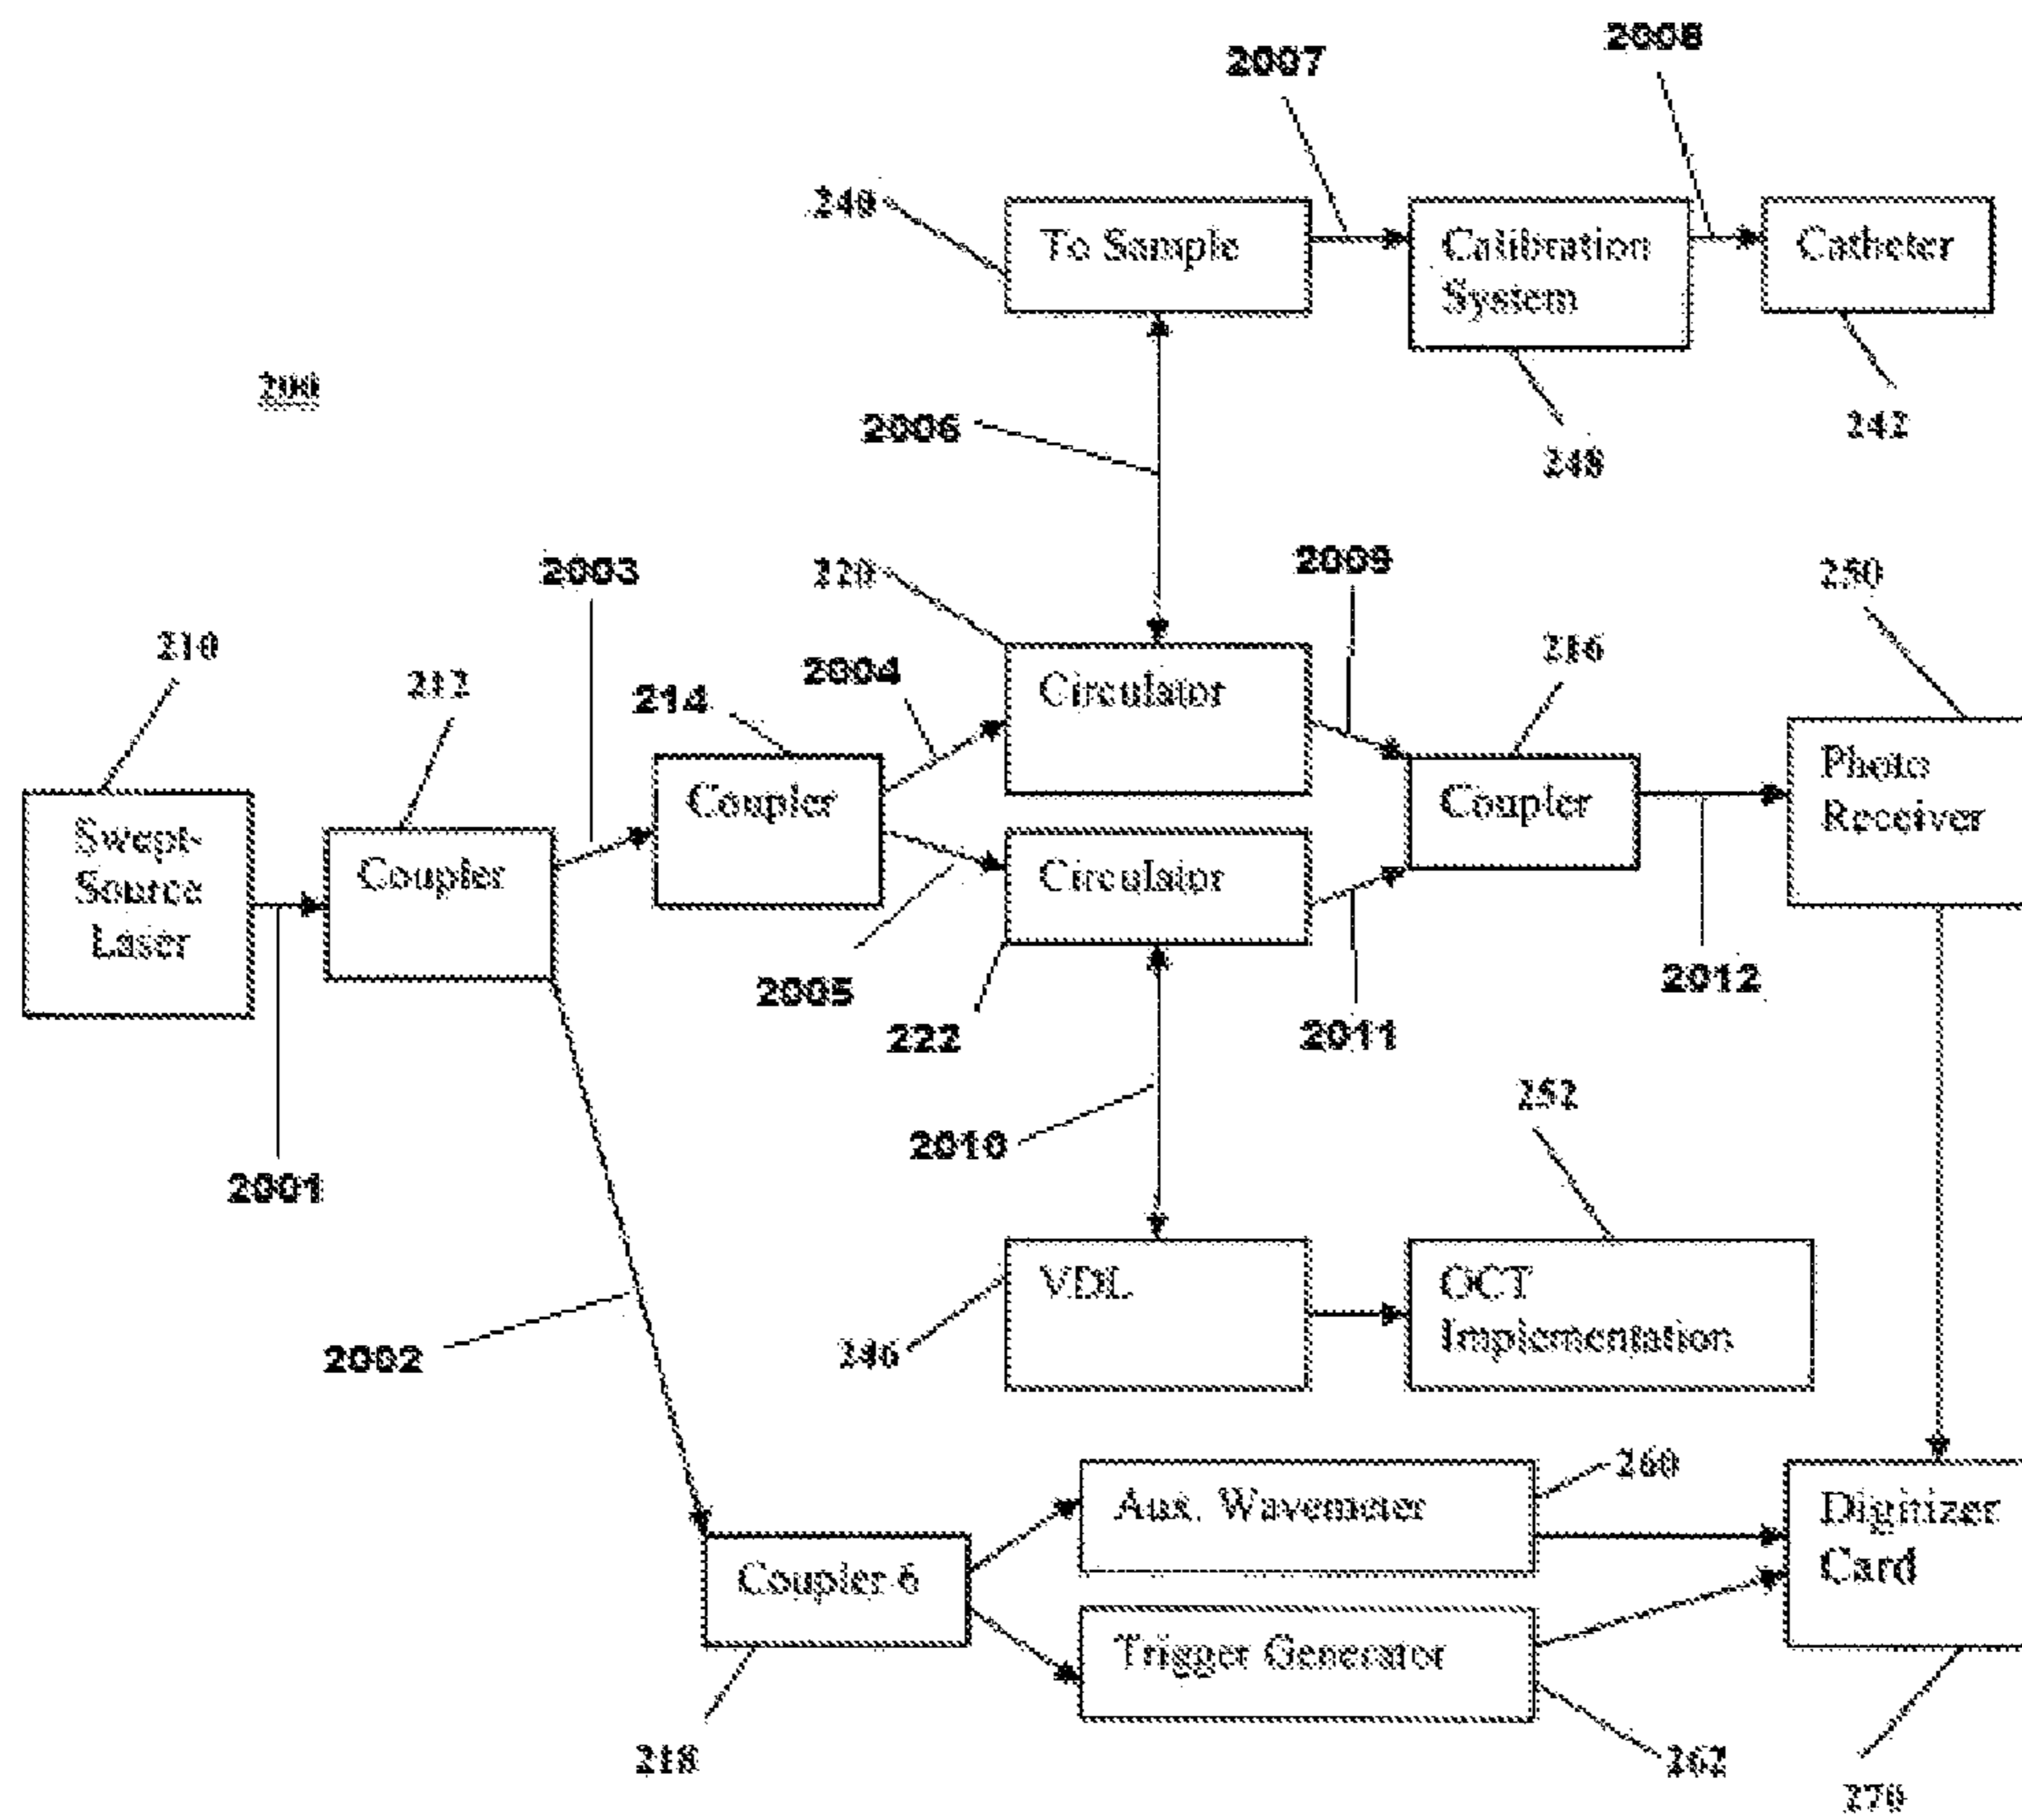 2008
2007
240
To Sample
Calibration
System
Catheter
200
2006
248
242
2003
220
2009
250
210
212
214
2004
Circulator
216
Swept-
Source
Laser
Coupler
Coupler
Circulator
Coupler
Photo
Receiver
2005
222
2011
2012
2001
2010
252
2002
246
VDL
OCT
Implementation
260
Aux. Wavemeter
Coupler 6
Trigger Generator
Digitizer
Card
218
262
270